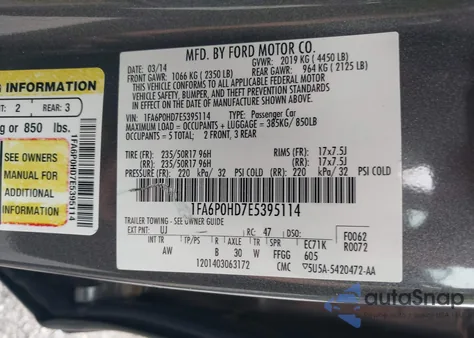 MFD. BY FORD MOTOR CO.
03/14 GVWR: 2019 KG ( 4450 LB)
FRONT GAWR: 1066 KG ( 2350 LB) REAR GAWR: 964 KG ( 2125 LB)
THIS VEHICLE CONFORMS TO ALL APPLICABLE FEDERAL MOTOR
VEHICLE SAFETY, BUMPER, AND THEFT PREVENTION STANDARDS IN
EFFECT ON THE DATE OF MANUFACTURE SHOWN ABOVE.
VIN: 1FA6P0HD7E5395114 TYPE: Passenger Car
MAXIMUM LOAD = OCCUPANTS + LUGGAGE = 385KG/ 850LB
OCCUPANTS = 5 TOTAL: 2 FRONT, 3 REAR
TIRE (FF) 235/50R17 96H RIMS (FF) 17x7.5J
(RR) 235/50R17 96H (RR) 17x7.5J
PRESSURE (FF) 220 kPa/ 32 PSI COLD (RR) 220 kPa/ 32 PSI COLD
1FA6P0HD7E5395114
TRAILER TOWING - SEE OWNER GUIDE
EXT PNT: UJ RC: 47 DSO: F0062
R0072
INT TR TP/PS R AXLE TR SPR EC71K
AW B 30 W FFGG 605
1201403063172 CMC 5U5A-5420472-AA
INFORMATION
2 REAR: 3
or 850 lbs.
SEE OWNERS
MANUAL FOR
ADDITIONAL
1FA6P0HD7E5395114
autoSnap